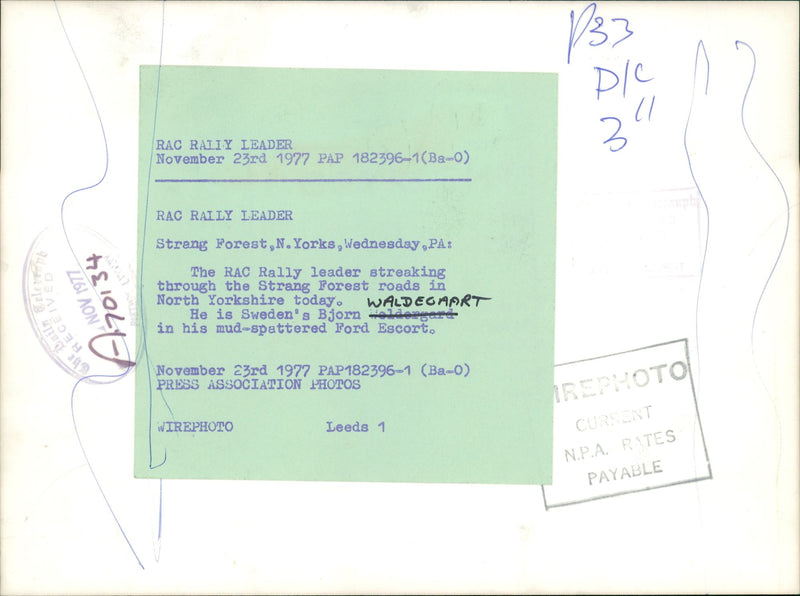 P33
D/C
3"
RAC RALLY LEADER
November 23rd 1977 PAP 182396-1(Ba-O)
RAC RALLY LEADER
Strang Forest,N.Yorks,Wednesday,PA:
The RAC Rally leader streaking
through the Strang Forest roads in
North Yorkshire today. WALDEGAART
He is Sweden's Bjorn Waldergard
in his mud-spattered Ford Escort.
November 23rd 1977 PAP182396-1 (Ba-O)
PRESS ASSOCIATION PHOTOS
WIREPHOTO Leeds 1
The Daily Telegraph
RECEIVED
NOV 1977
70134
WIREPHOTO
CURRENT
N.P.A. RATES
PAYABLE